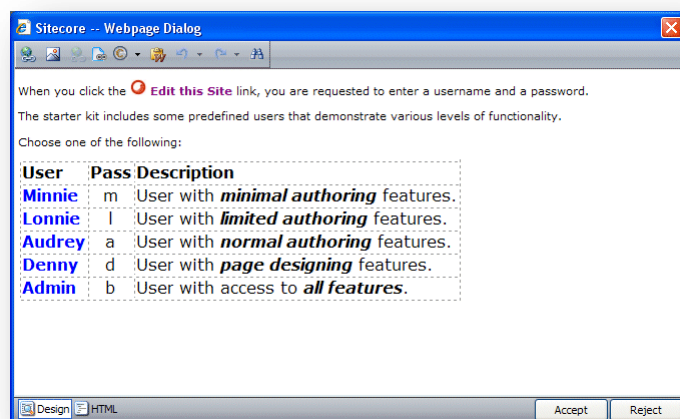 Sitecore -- Webpage Dialog
When you click the Edit this Site link, you are requested to enter a username and a password.
The starter kit includes some predefined users that demonstrate various levels of functionality.
Choose one of the following:
User Pass Description
Minnie m User with minimal authoring features.
Lonnie l User with limited authoring features.
Audrey a User with normal authoring features.
Denny d User with page designing features.
Admin b User with access to all features.
Design HTML Accept Reject